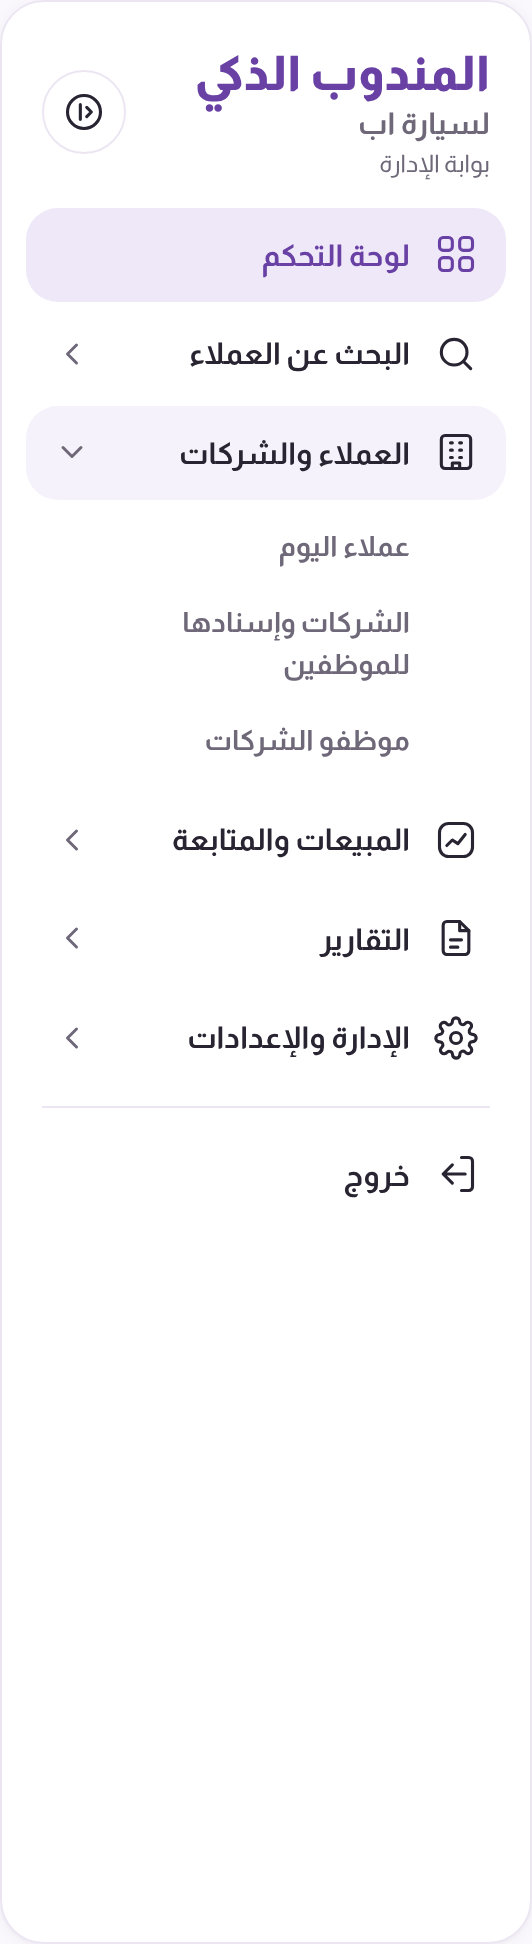 المندوب الذكي
لسيارة اب
بوابة الإدارة
لوحة التحكم
البحث عن العملاء
العملاء والشركات
عملاء اليوم
الشركات وإسنادها
للموظفين
موظفو الشركات
المبيعات والمتابعة
التقارير
الإدارة والإعدادات
خروج